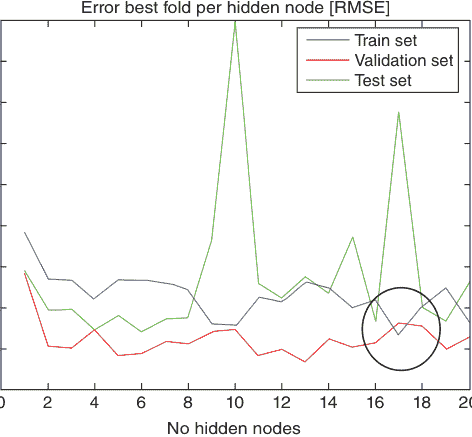 Error best fold per hidden node [RMSE]
Train set
Validation set
Test set
0 2 4 6 8 10 12 14 16 18 20
No hidden nodes